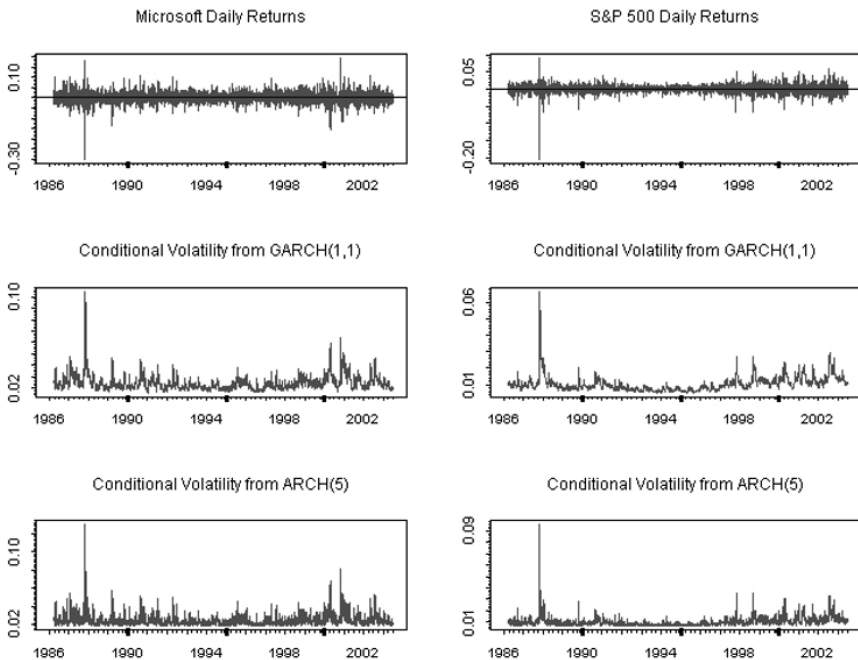 Microsoft Daily Returns
0.10
-0.30
1986 1990 1994 1998 2002
S&P 500 Daily Returns
0.05
-0.20
1986 1990 1994 1998 2002
Conditional Volatility from GARCH(1,1)
0.10
0.02
1986 1990 1994 1998 2002
Conditional Volatility from GARCH(1,1)
0.06
0.01
1986 1990 1994 1998 2002
Conditional Volatility from ARCH(5)
0.10
0.02
1986 1990 1994 1998 2002
Conditional Volatility from ARCH(5)
0.09
0.01
1986 1990 1994 1998 2002